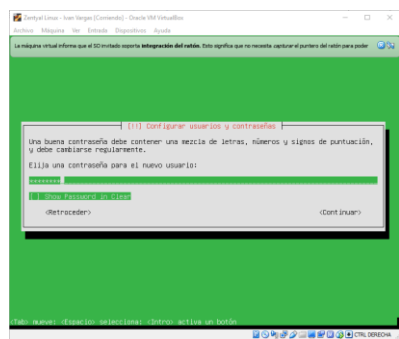 Zentyal Linux - Ivan Vargas [Corriendo] - Oracle VM VirtualBox
Archivo Máquina Ver Entrada Dispositivos Ayuda
La máquina virtual informa que el SO invitado soporta integración del ratón. Esto significa que no necesita capturar el puntero del ratón para poder
[!!] Configurar usuarios y contraseñas
Una buena contraseña debe contener una mezcla de letras, números y signos de puntuación,
y debe cambiarse regularmente.
Elija una contraseña para el nuevo usuario:
********
[ ] Show Password in Clear
<Retroceder> <Continuar>
<Tab> mueve; <Espacio> selecciona; <Intro> activa un botón
CTRL DERECHA